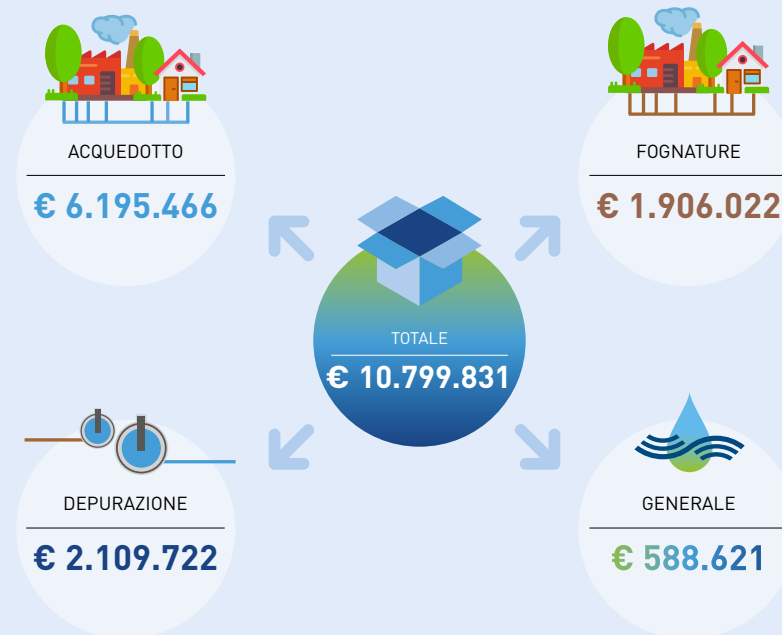 ACQUEDOTTO
€ 6.195.466
FOGNATURE
€ 1.906.022
TOTALE
€ 10.799.831
DEPURAZIONE
€ 2.109.722
GENERALE
€ 588.621